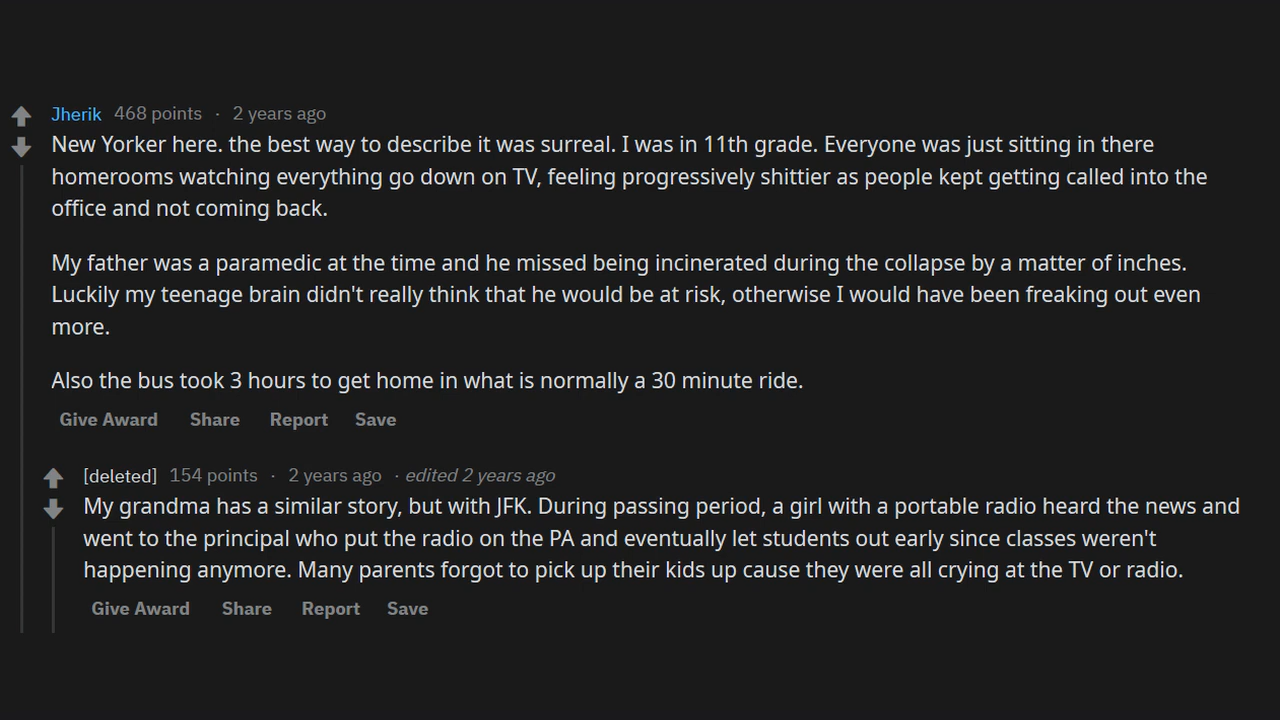 Jherik 468 points · 2 years ago
New Yorker here. the best way to describe it was surreal. I was in 11th grade. Everyone was just sitting in there
homerooms watching everything go down on TV, feeling progressively shittier as people kept getting called into the
office and not coming back.
My father was a paramedic at the time and he missed being incinerated during the collapse by a matter of inches.
Luckily my teenage brain didn't really think that he would be at risk, otherwise I would have been freaking out even
more.
Also the bus took 3 hours to get home in what is normally a 30 minute ride.
Give Award Share Report Save
[deleted] 154 points · 2 years ago · edited 2 years ago
My grandma has a similar story, but with JFK. During passing period, a girl with a portable radio heard the news and
went to the principal who put the radio on the PA and eventually let students out early since classes weren't
happening anymore. Many parents forgot to pick up their kids up cause they were all crying at the TV or radio.
Give Award Share Report Save